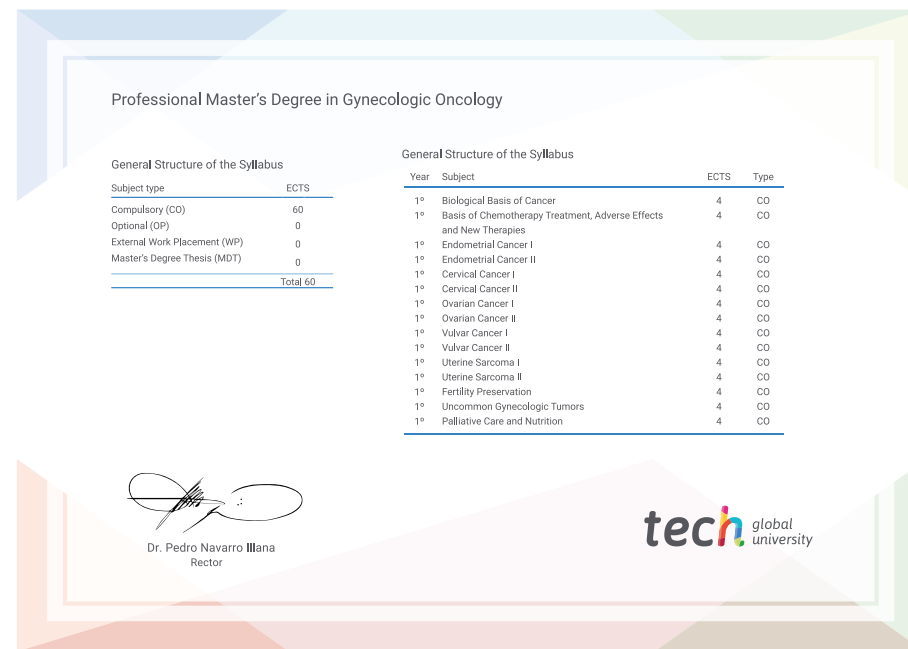 Professional Master's Degree in Gynecologic Oncology
General Structure of the Syllabus
Subject type ECTS
Compulsory (CO) 60
Optional (OP) 0
External Work Placement (WP) 0
Master's Degree Thesis (MDT) 0
Total 60
General Structure of the Syllabus
Year Subject ECTS Type
1º Biological Basis of Cancer 4 CO
1º Basis of Chemotherapy Treatment, Adverse Effects 4 CO
and New Therapies
1º Endometrial Cancer I 4 CO
1º Endometrial Cancer II 4 CO
1º Cervical Cancer I 4 CO
1º Cervical Cancer II 4 CO
1º Ovarian Cancer I 4 CO
1º Ovarian Cancer II 4 CO
1º Vulvar Cancer I 4 CO
1º Vulvar Cancer II 4 CO
1º Uterine Sarcoma I 4 CO
1º Uterine Sarcoma II 4 CO
1º Fertility Preservation 4 CO
1º Uncommon Gynecologic Tumors 4 CO
1º Palliative Care and Nutrition 4 CO
Dr. Pedro Navarro Illana
Rector
tech global
university